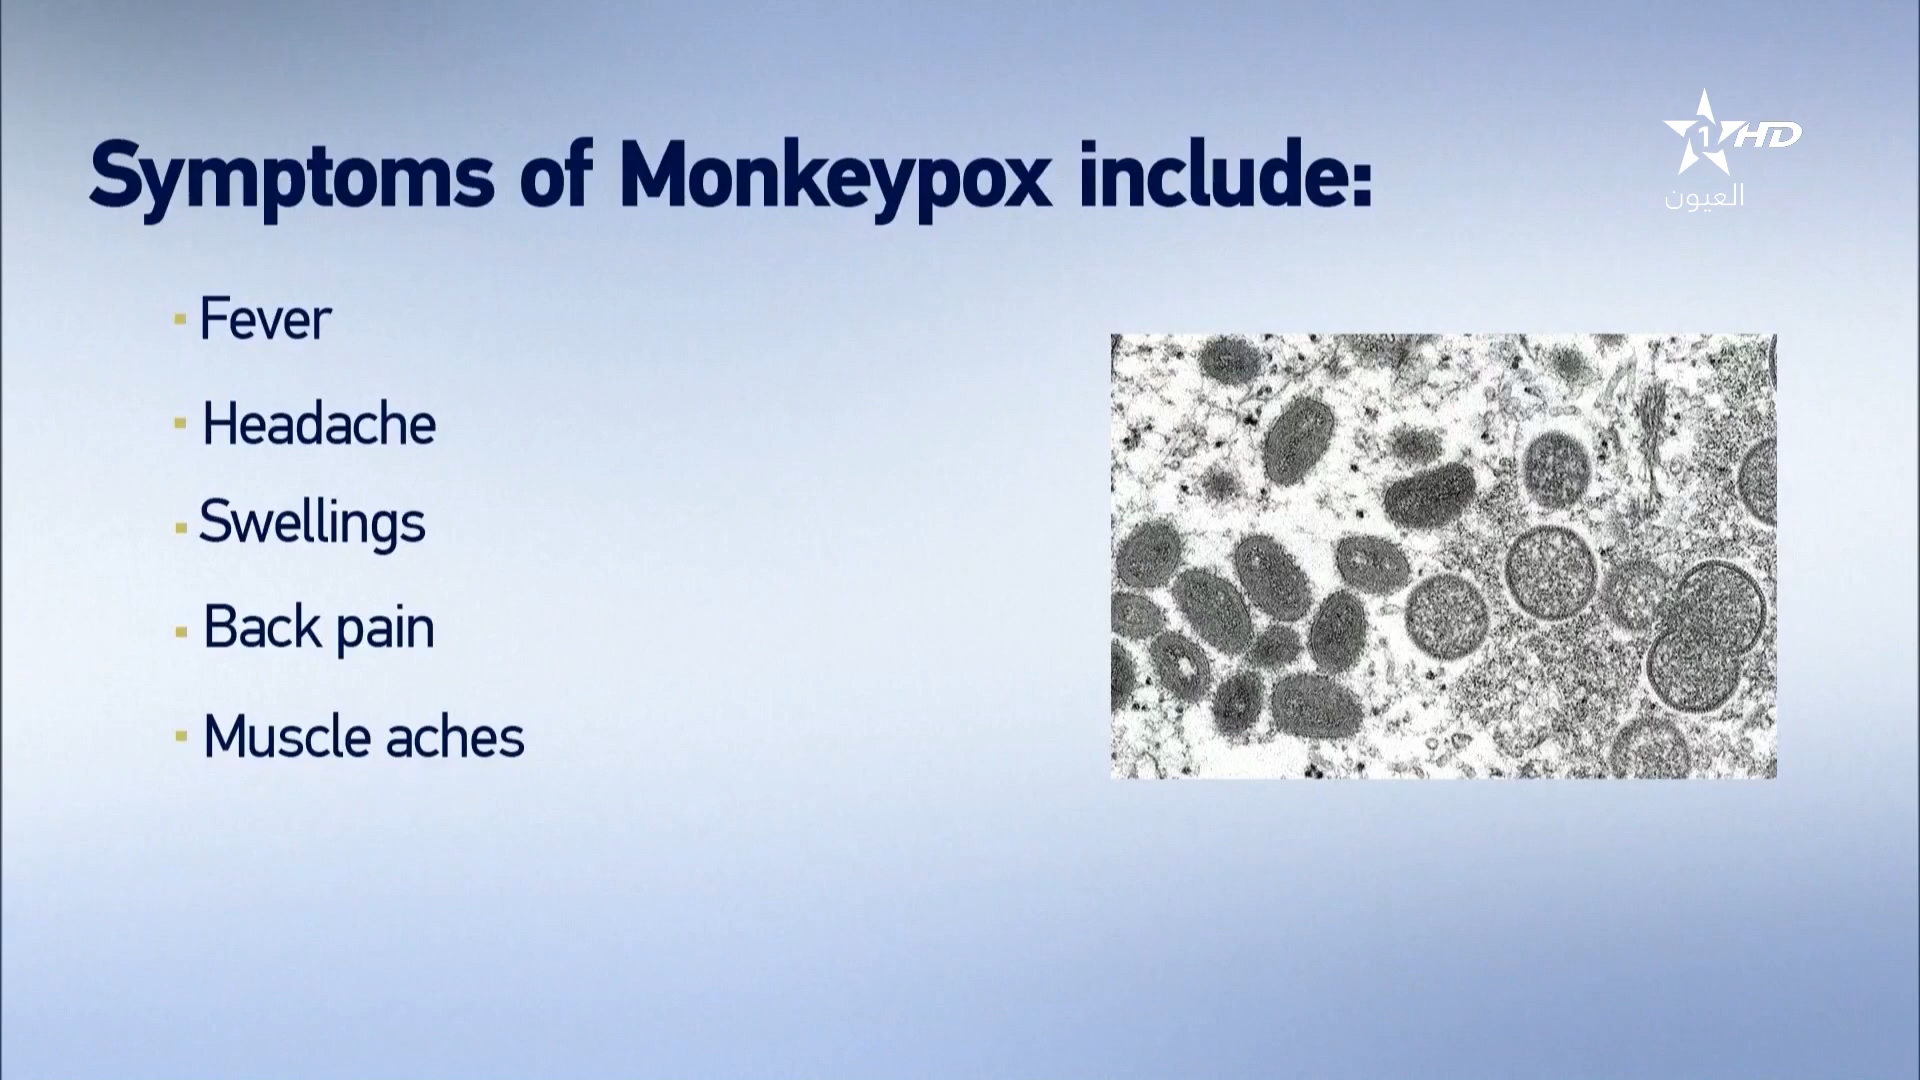 Symptoms of Monkeypox include:
1 HD
العيون
▪ Fever
▪ Headache
▪ Swellings
▪ Back pain
▪ Muscle aches